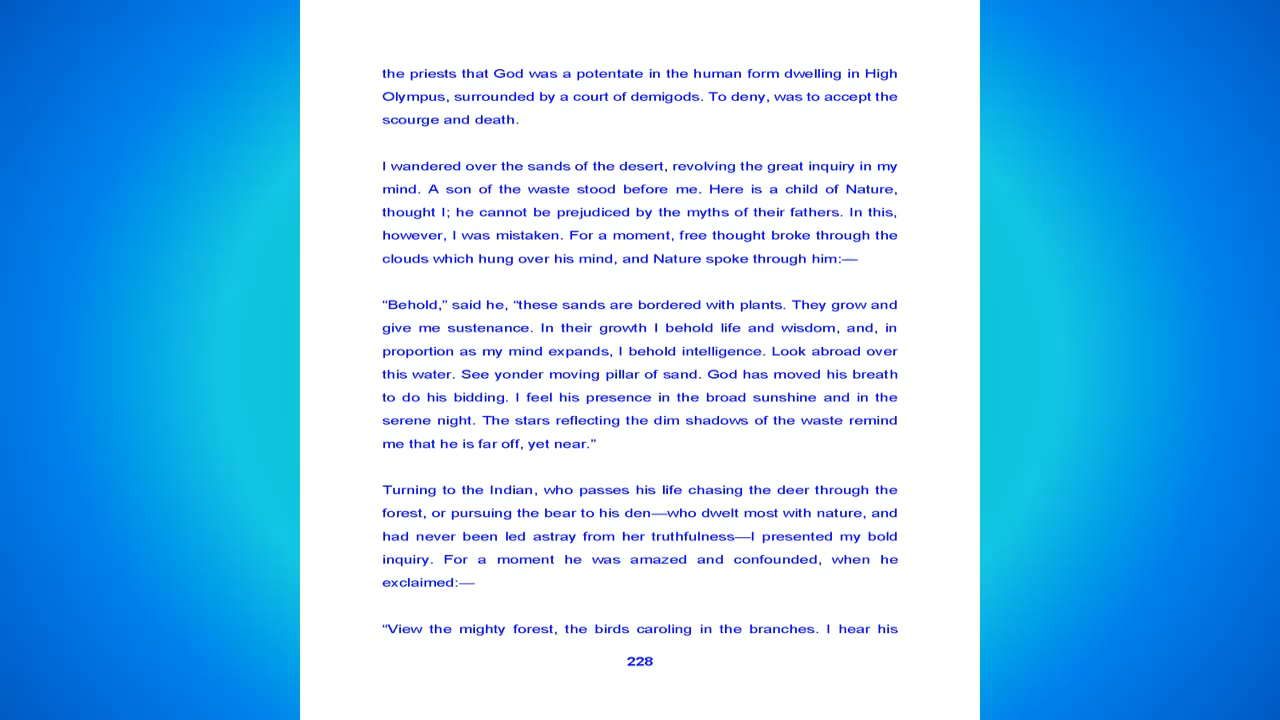 the priests that God was a potentate in the human form dwelling in High
Olympus, surrounded by a court of demigods. To deny, was to accept the
scourge and death.
I wandered over the sands of the desert, revolving the great inquiry in my
mind. A son of the waste stood before me. Here is a child of Nature,
thought I; he cannot be prejudiced by the myths of their fathers. In this,
however, I was mistaken. For a moment, free thought broke through the
clouds which hung over his mind, and Nature spoke through him:—
“Behold,” said he, “these sands are bordered with plants. They grow and
give me sustenance. In their growth I behold life and wisdom, and, in
proportion as my mind expands, I behold intelligence. Look abroad over
this water. See yonder moving pillar of sand. God has moved his breath
to do his bidding. I feel his presence in the broad sunshine and in the
serene night. The stars reflecting the dim shadows of the waste remind
me that he is far off, yet near.”
Turning to the Indian, who passes his life chasing the deer through the
forest, or pursuing the bear to his den—who dwelt most with nature, and
had never been led astray from her truthfulness—I presented my bold
inquiry. For a moment he was amazed and confounded, when he
exclaimed:—
“View the mighty forest, the birds caroling in the branches. I hear his
228